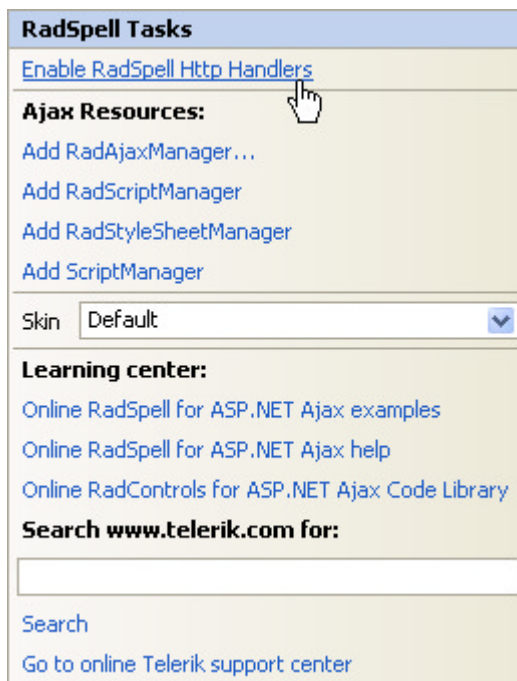 RadSpell Tasks
Enable RadSpell Http Handlers
Ajax Resources:
Add RadAjaxManager...
Add RadScriptManager
Add RadStyleSheetManager
Add ScriptManager
Skin Default
Learning center:
Online RadSpell for ASP.NET Ajax examples
Online RadSpell for ASP.NET Ajax help
Online RadControls for ASP.NET Ajax Code Library
Search www.telerik.com for:
Search
Go to online Telerik support center